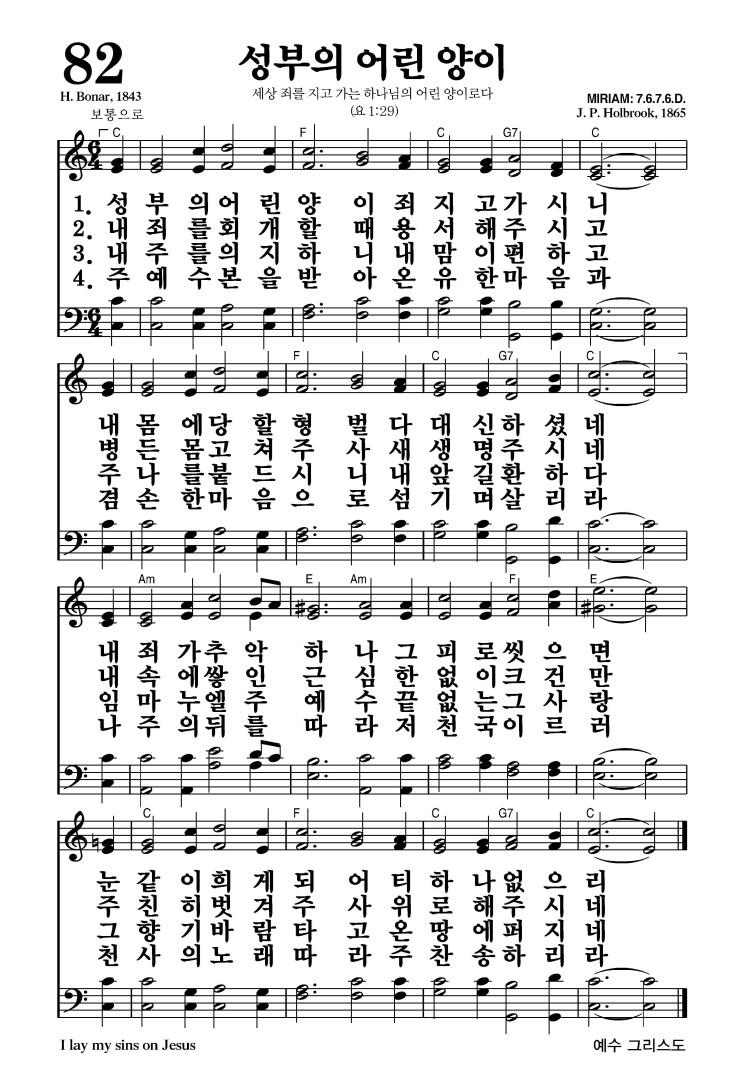 82
성부의 어린 양이
H. Bonar, 1843
세상 죄를 지고 가는 하나님의 어린 양이로다
MIRIAM: 7.6.7.6.D.
보통으로
(요 1:29)
J. P. Holbrook, 1865
C F C G7 C
6 4
1. 성 부 의 어 린 양 이 죄 지 고 가 시 니
2. 내 죄 를 회 개 할 때 용 서 해 주 시 고
3. 내 주 를 의 지 하 니 내 맘 이 편 하 고
4. 주 예 수 본 을 받 아 온 유 한 마 음 과
6 4
F C G7 C
내 몸 에 당 할 형 벌 다 대 신 하 셨 네
병 든 몸 고 쳐 주 사 새 생 명 주 시 네
주 나 를 붙 드 시 니 내 앞 길 환 하 다
겸 손 한 마 음 으 로 섬 기 며 살 리 라
Am E Am F E
내 죄 가 추 악 하 나 그 피 로 씻 으 면
내 속 에 쌓 인 근 심 한 없 이 크 건 만
임 마 누 엘 주 예 수 끝 없 는 그 사 랑
나 주 의 뒤 를 따 라 저 천 국 이 르 러
C F C G7 C
눈 같 이 희 게 되 어 티 하 나 없 으 리
주 친 히 벗 겨 주 사 위 로 해 주 시 네
그 향 기 바 람 타 고 온 땅 에 퍼 지 네
천 사 의 노 래 따 라 주 찬 송 하 리 라
I lay my sins on Jesus
예수 그리스도